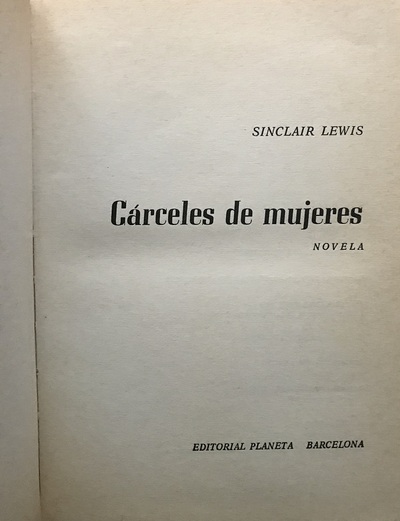 SINCLAIR LEWIS
Cárceles de mujeres
NOVELA
EDITORIAL PLANETA BARCELONA